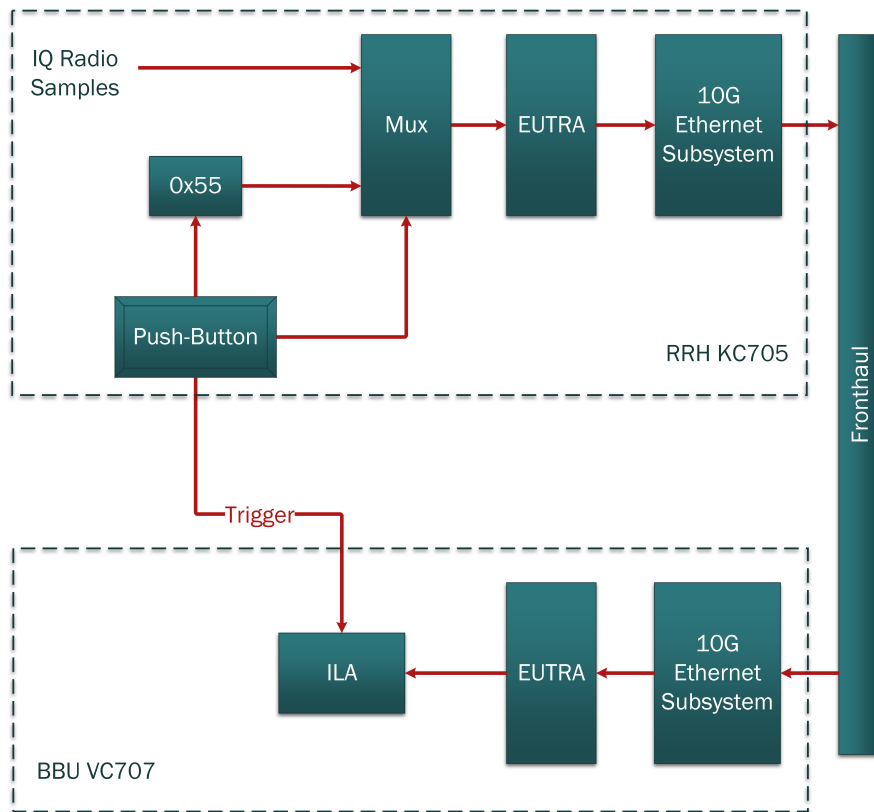 IQ Radio
Samples
Mux
EUTRA
10G
Ethernet
Subsystem
0x55
Push-Button
RRH KC705
Fronthaul
Trigger
ILA
EUTRA
10G
Ethernet
Subsystem
BBU VC707